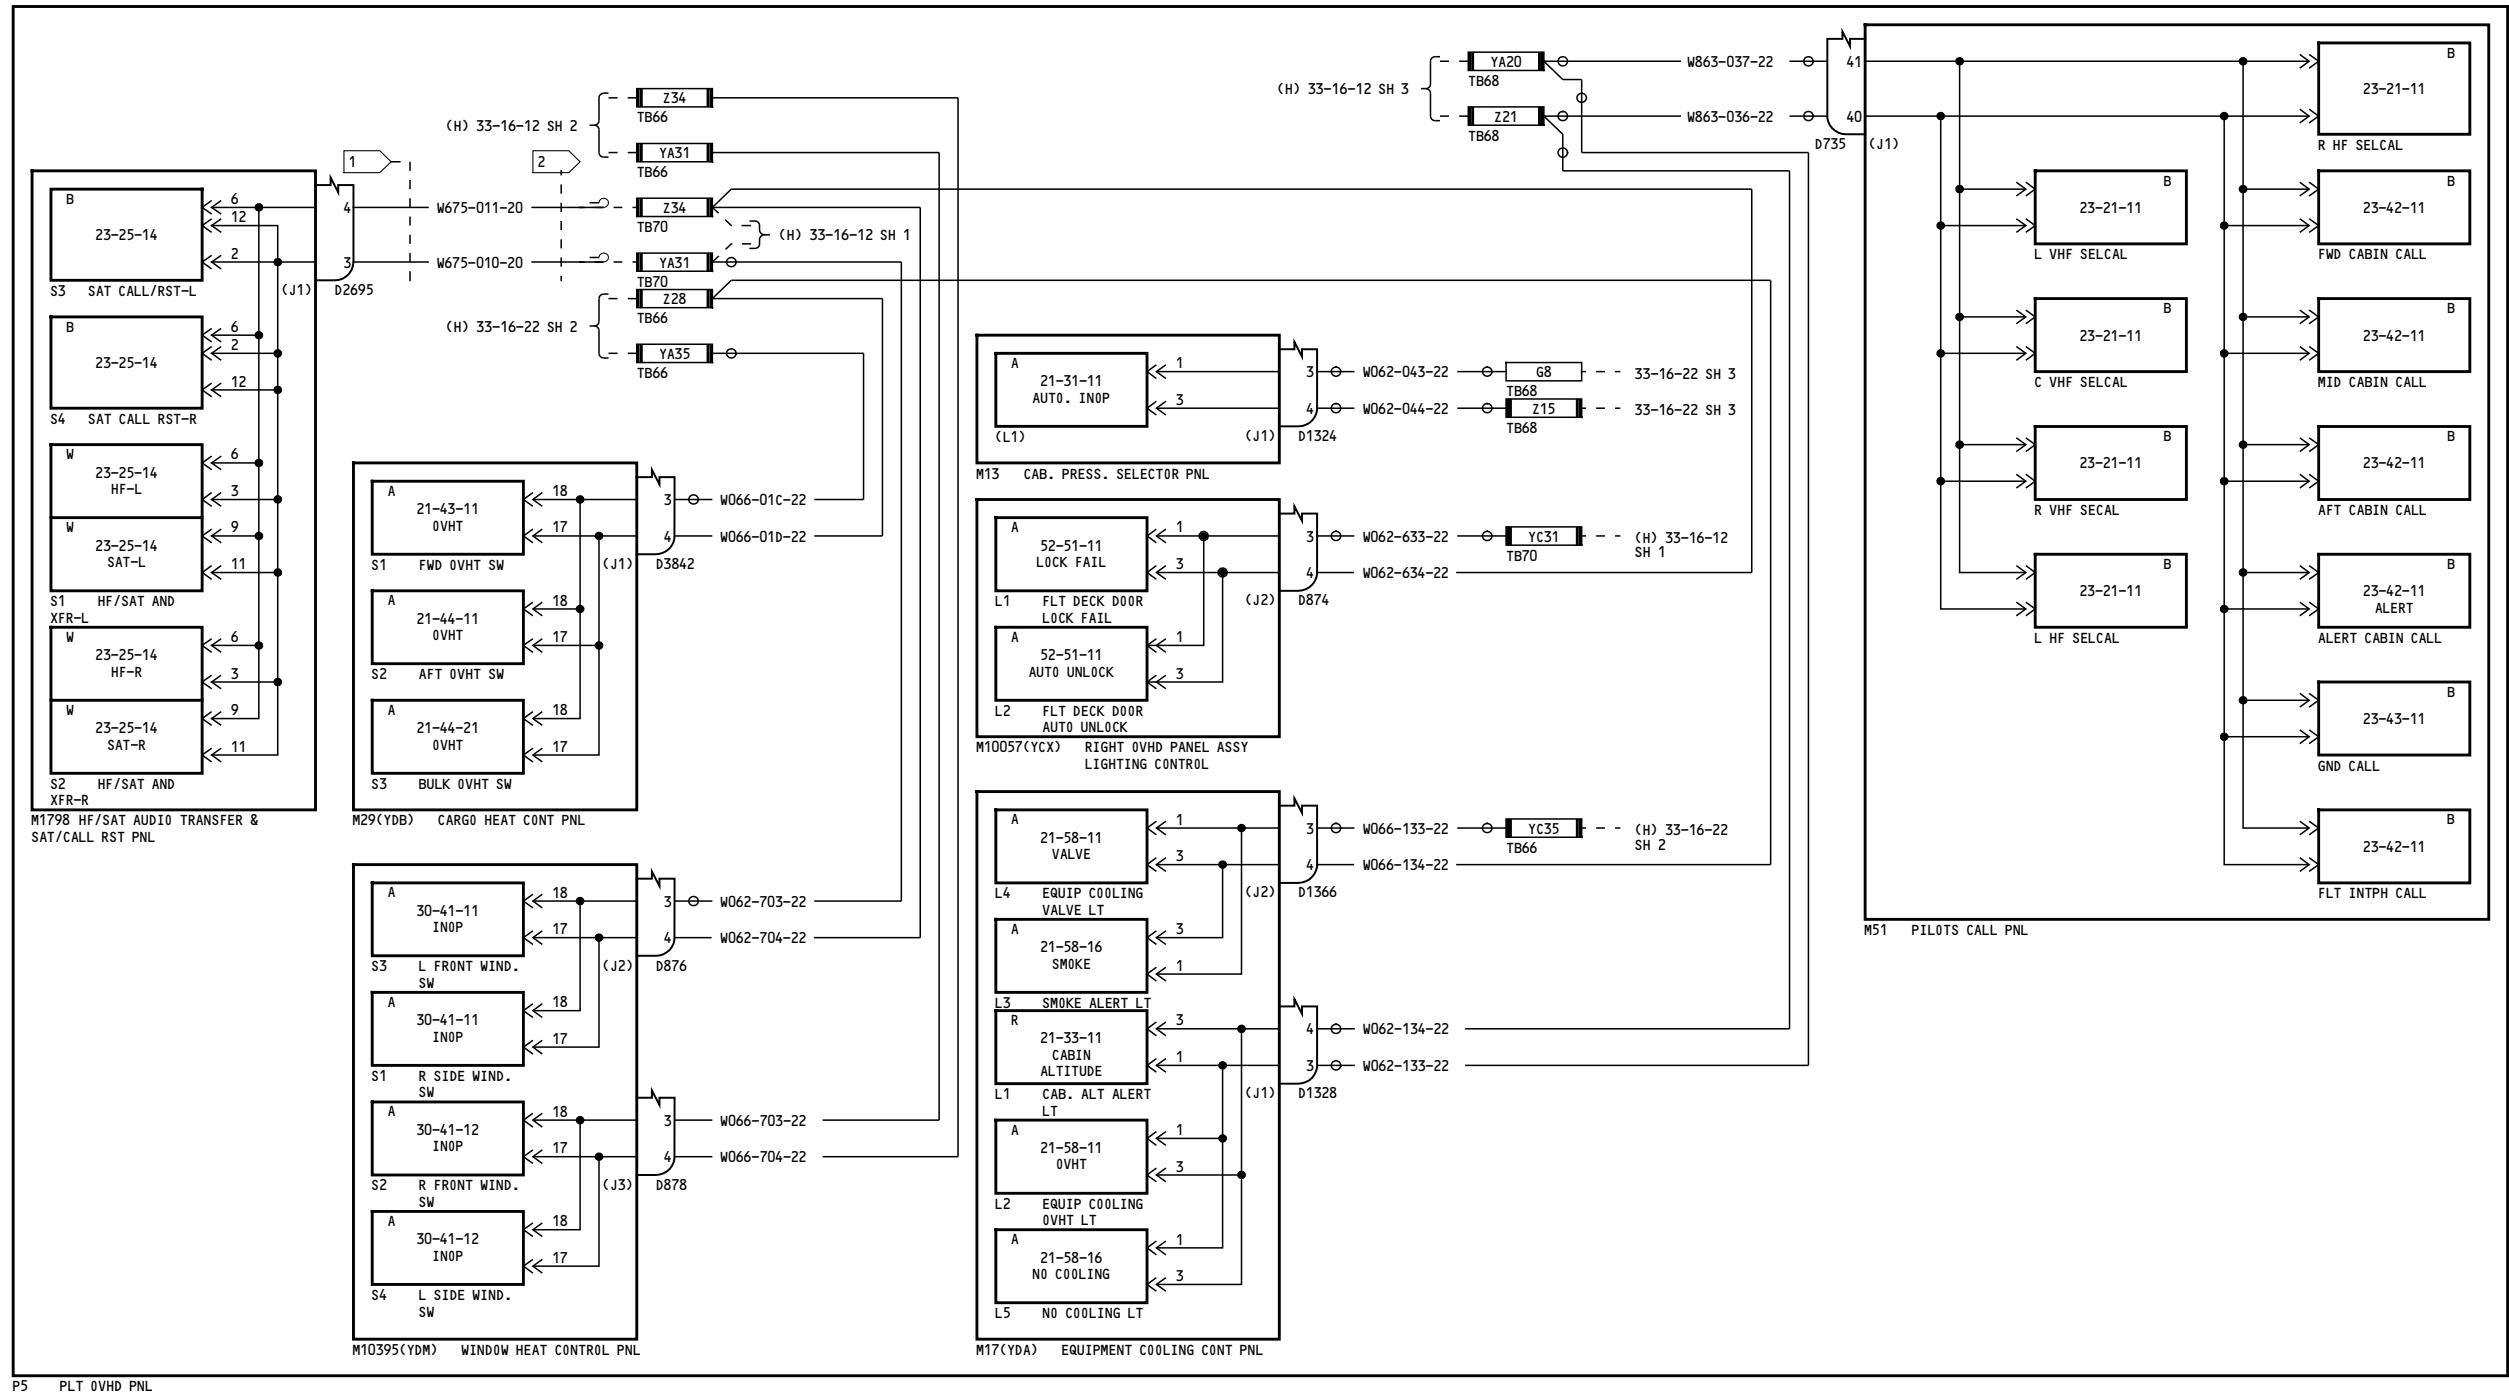 (H) 33-16-12 SH 2
Z34
TB66
YA31
TB66
1
2
W675-011-20
Z34
TB70
(H) 33-16-12 SH 1
W675-010-20
YA31
TB70
Z28
TB66
(H) 33-16-22 SH 2
YA35
TB66
B
23-25-14
6
12
2
S3 SAT CALL/RST-L
4
3
(J1) D2695
B
23-25-14
6
2
12
S4 SAT CALL RST-R
W
23-25-14
HF-L
6
3
W
23-25-14
SAT-L
9
11
S1 HF/SAT AND
XFR-L
W
23-25-14
HF-R
6
3
W
23-25-14
SAT-R
9
11
S2 HF/SAT AND
XFR-R
M1798 HF/SAT AUDIO TRANSFER &
SAT/CALL RST PNL
A
21-43-11
OVHT
18
17
S1 FWD OVHT SW
3
4
(J1) D3842
W066-01C-22
W066-01D-22
A
21-44-11
OVHT
18
17
S2 AFT OVHT SW
A
21-44-21
OVHT
18
17
S3 BULK OVHT SW
M29(YDB) CARGO HEAT CONT PNL
A
30-41-11
INOP
18
17
S3 L FRONT WIND.
SW
3
4
(J2) D876
W062-703-22
W062-704-22
A
30-41-11
INOP
18
17
S1 R SIDE WIND.
SW
A
30-41-12
INOP
18
17
S2 R FRONT WIND.
SW
3
4
(J3) D878
W066-703-22
W066-704-22
A
30-41-12
INOP
18
17
S4 L SIDE WIND.
SW
M10395(YDM) WINDOW HEAT CONTROL PNL
A
21-31-11
AUTO. INOP
1
3
(L1)
3
4
(J1) D1324
W062-043-22
G8
TB68
33-16-22 SH 3
W062-044-22
Z15
TB68
33-16-22 SH 3
M13 CAB. PRESS. SELECTOR PNL
A
52-51-11
LOCK FAIL
1
3
L1 FLT DECK DOOR
LOCK FAIL
3
4
(J2) D874
W062-633-22
YC31
TB70
(H) 33-16-12
SH 1
W062-634-22
A
52-51-11
AUTO UNLOCK
1
3
L2 FLT DECK DOOR
AUTO UNLOCK
M10057(YCX) RIGHT OVHD PANEL ASSY
LIGHTING CONTROL
A
21-58-11
VALVE
1
3
L4 EQUIP COOLING
VALVE LT
3
4
(J2) D1366
W066-133-22
YC35
TB66
(H) 33-16-22
SH 2
W066-134-22
A
21-58-16
SMOKE
3
1
L3 SMOKE ALERT LT
R
21-33-11
CABIN
ALTITUDE
3
1
L1 CAB. ALT ALERT
LT
4
3
(J1) D1328
W062-134-22
W062-133-22
A
21-58-11
OVHT
1
3
L2 EQUIP COOLING
OVHT LT
A
21-58-16
NO COOLING
1
3
L5 NO COOLING LT
M17(YDA) EQUIPMENT COOLING CONT PNL
(H) 33-16-12 SH 3
YA20
TB68
Z21
TB68
W863-037-22
W863-036-22
41
40
D735 (J1)
B
23-21-11
R HF SELCAL
B
23-21-11
L VHF SELCAL
B
23-42-11
FWD CABIN CALL
B
23-21-11
C VHF SELCAL
B
23-42-11
MID CABIN CALL
B
23-21-11
R VHF SECAL
B
23-42-11
AFT CABIN CALL
B
23-21-11
L HF SELCAL
B
23-42-11
ALERT
ALERT CABIN CALL
B
23-43-11
GND CALL
B
23-42-11
FLT INTPH CALL
M51 PILOTS CALL PNL
P5 PLT OVHD PNL